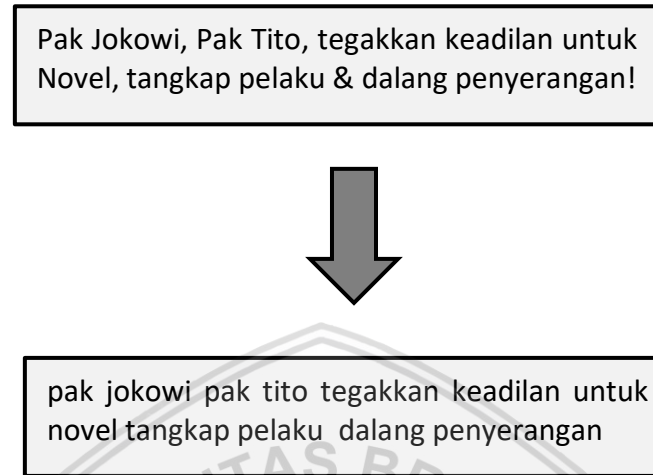 Pak Jokowi, Pak Tito, tegakkan keadilan untuk
Novel, tangkap pelaku & dalang penyerangan!
pak jokowi pak tito tegakkan keadilan untuk
novel tangkap pelaku  dalang penyerangan